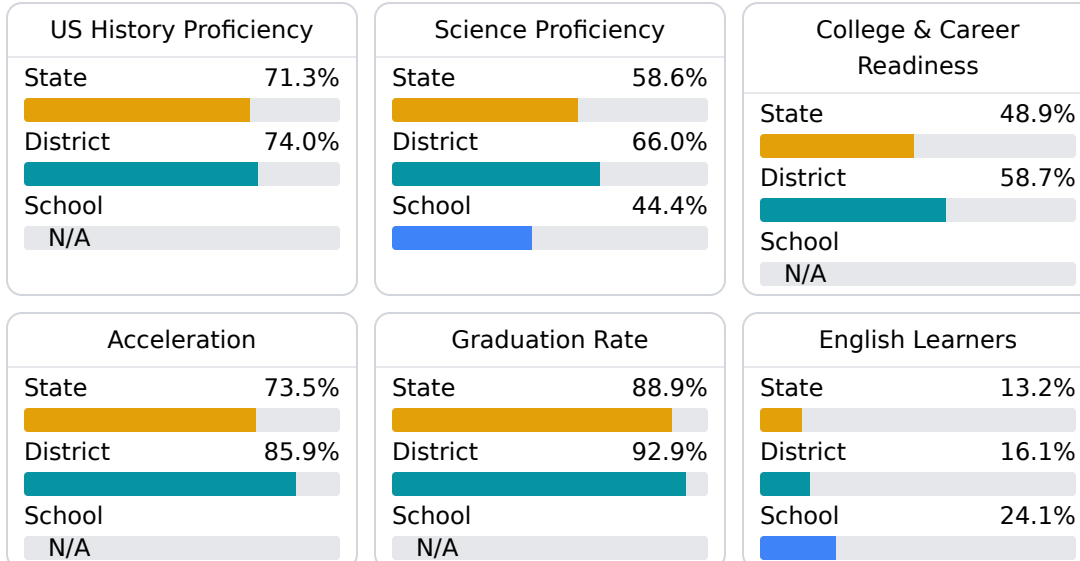 US History Proficiency
State 71.3%
District 74.0%
School
N/A
Science Proficiency
State 58.6%
District 66.0%
School 44.4%
College & Career
Readiness
State 48.9%
District 58.7%
School
N/A
Acceleration
State 73.5%
District 85.9%
School
N/A
Graduation Rate
State 88.9%
District 92.9%
School
N/A
English Learners
State 13.2%
District 16.1%
School 24.1%